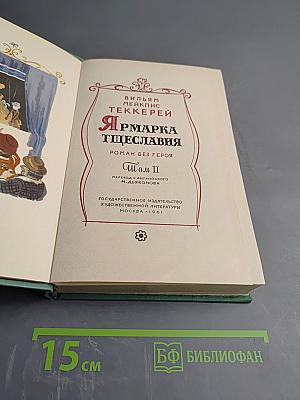 ВИЛЬЯМ
МЕЙКПИС
ТЕККЕРЕЙ
ЯРМАРКА
ТЩЕСЛАВИЯ
РОМАН БЕЗ ГЕРОЯ
Том II
ПЕРЕВОД С АНГЛИЙСКОГО
М. ДЬЯКОНОВА
ГОСУДАРСТВЕННОЕ ИЗДАТЕЛЬСТВО
ХУДОЖЕСТВЕННОЙ ЛИТЕРАТУРЫ
МОСКВА • 1961
15 см
БФ БИБЛИОФАН